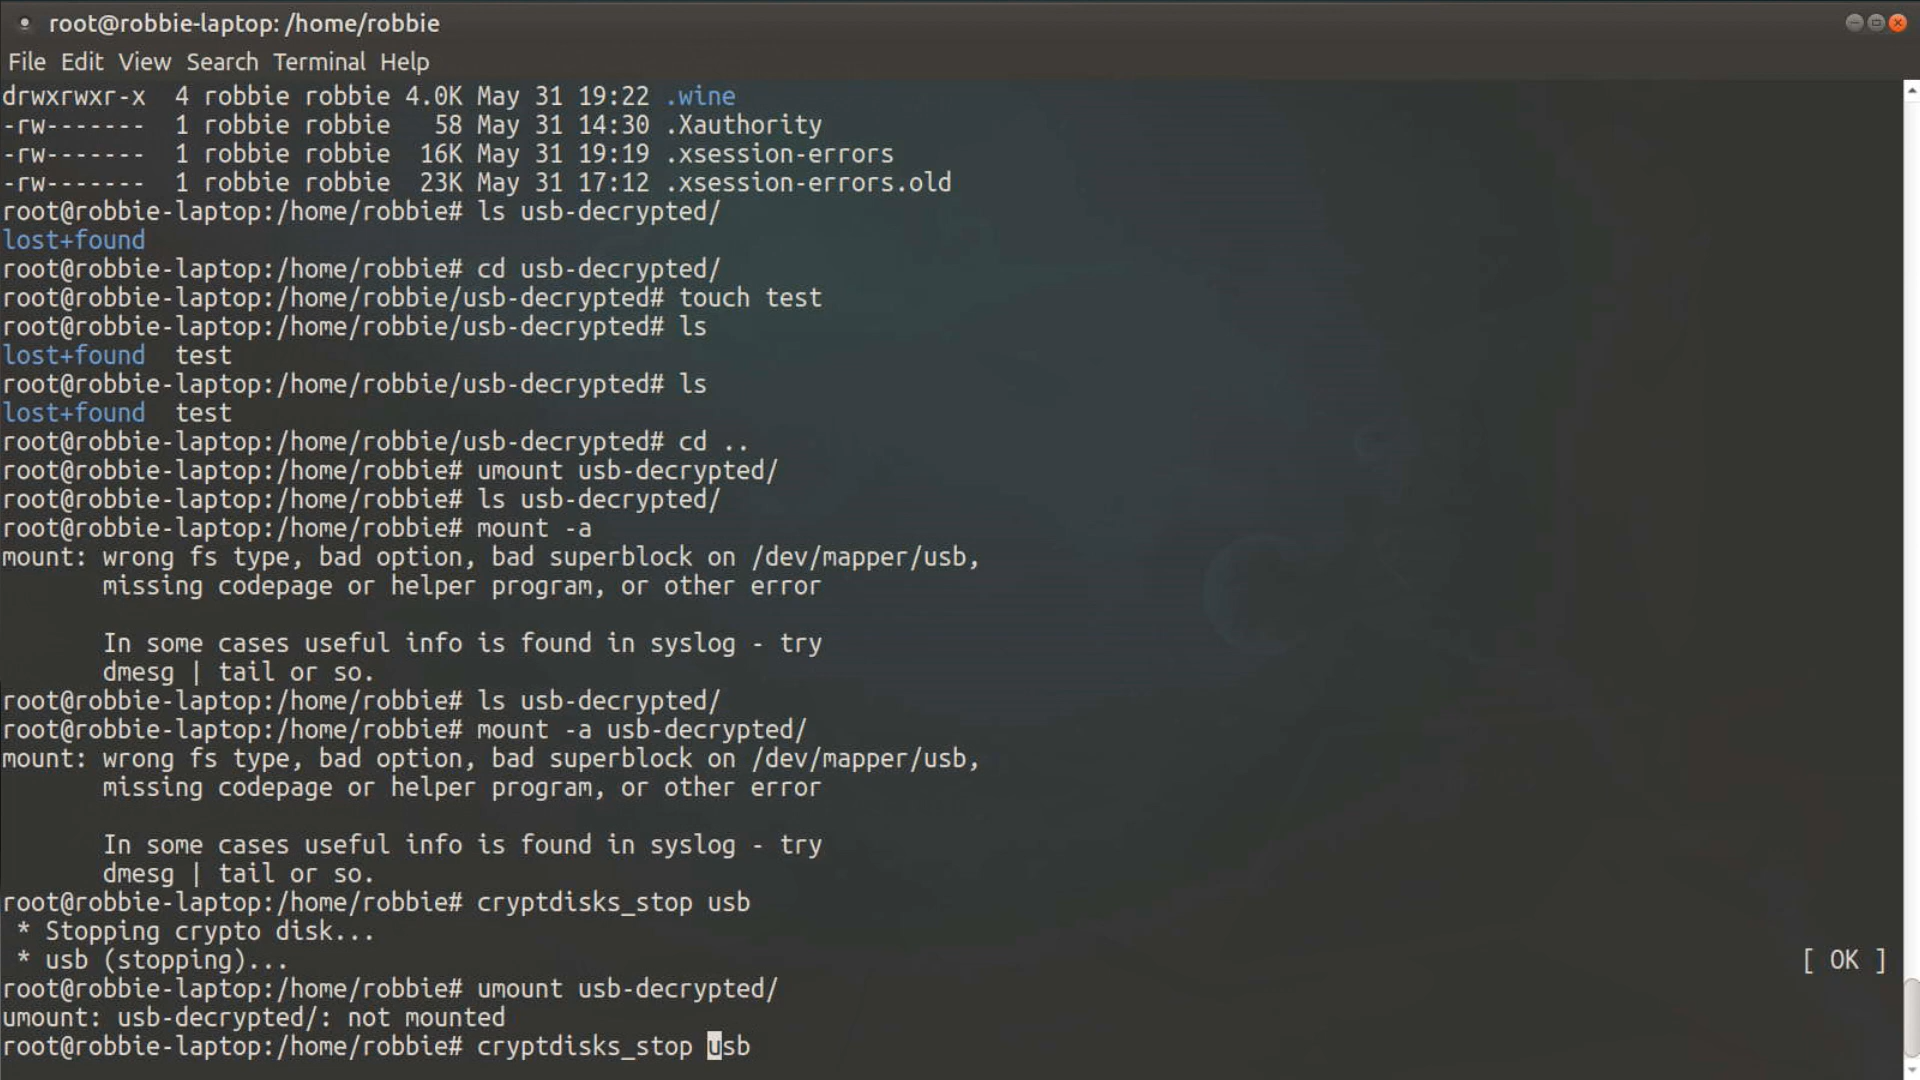 root@robbie-laptop: /home/robbie
File Edit View Search Terminal Help
drwxrwxr-x  4 robbie robbie 4.0K May 31 19:22 .wine
-rw-------  1 robbie robbie   58 May 31 14:30 .Xauthority
-rw-------  1 robbie robbie  16K May 31 19:19 .xsession-errors
-rw-------  1 robbie robbie  23K May 31 17:12 .xsession-errors.old
root@robbie-laptop:/home/robbie# ls usb-decrypted/
lost+found
root@robbie-laptop:/home/robbie# cd usb-decrypted/
root@robbie-laptop:/home/robbie/usb-decrypted# touch test
root@robbie-laptop:/home/robbie/usb-decrypted# ls
lost+found  test
root@robbie-laptop:/home/robbie/usb-decrypted# ls
lost+found  test
root@robbie-laptop:/home/robbie/usb-decrypted# cd ..
root@robbie-laptop:/home/robbie# umount usb-decrypted/
root@robbie-laptop:/home/robbie# ls usb-decrypted/
root@robbie-laptop:/home/robbie# mount -a
mount: wrong fs type, bad option, bad superblock on /dev/mapper/usb,
       missing codepage or helper program, or other error
       In some cases useful info is found in syslog - try
       dmesg | tail or so.
root@robbie-laptop:/home/robbie# ls usb-decrypted/
root@robbie-laptop:/home/robbie# mount -a usb-decrypted/
mount: wrong fs type, bad option, bad superblock on /dev/mapper/usb,
       missing codepage or helper program, or other error
       In some cases useful info is found in syslog - try
       dmesg | tail or so.
root@robbie-laptop:/home/robbie# cryptdisks_stop usb
 * Stopping crypto disk...
 * usb (stopping)... [ OK ]
root@robbie-laptop:/home/robbie# umount usb-decrypted/
umount: usb-decrypted/: not mounted
root@robbie-laptop:/home/robbie# cryptdisks_stop usb